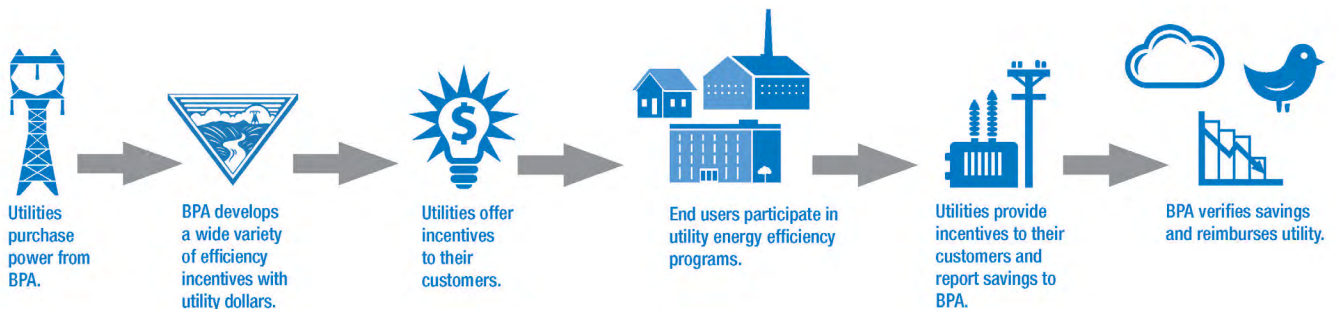 Utilities
purchase
power from
BPA.
BPA develops
a wide variety
of efficiency
incentives with
utility dollars.
$
Utilities offer
incentives
to their
customers.
End users participate in
utility energy efficiency
programs.
Utilities provide
incentives to their
customers and
report savings to
BPA.
BPA verifies savings
and reimburses utility.